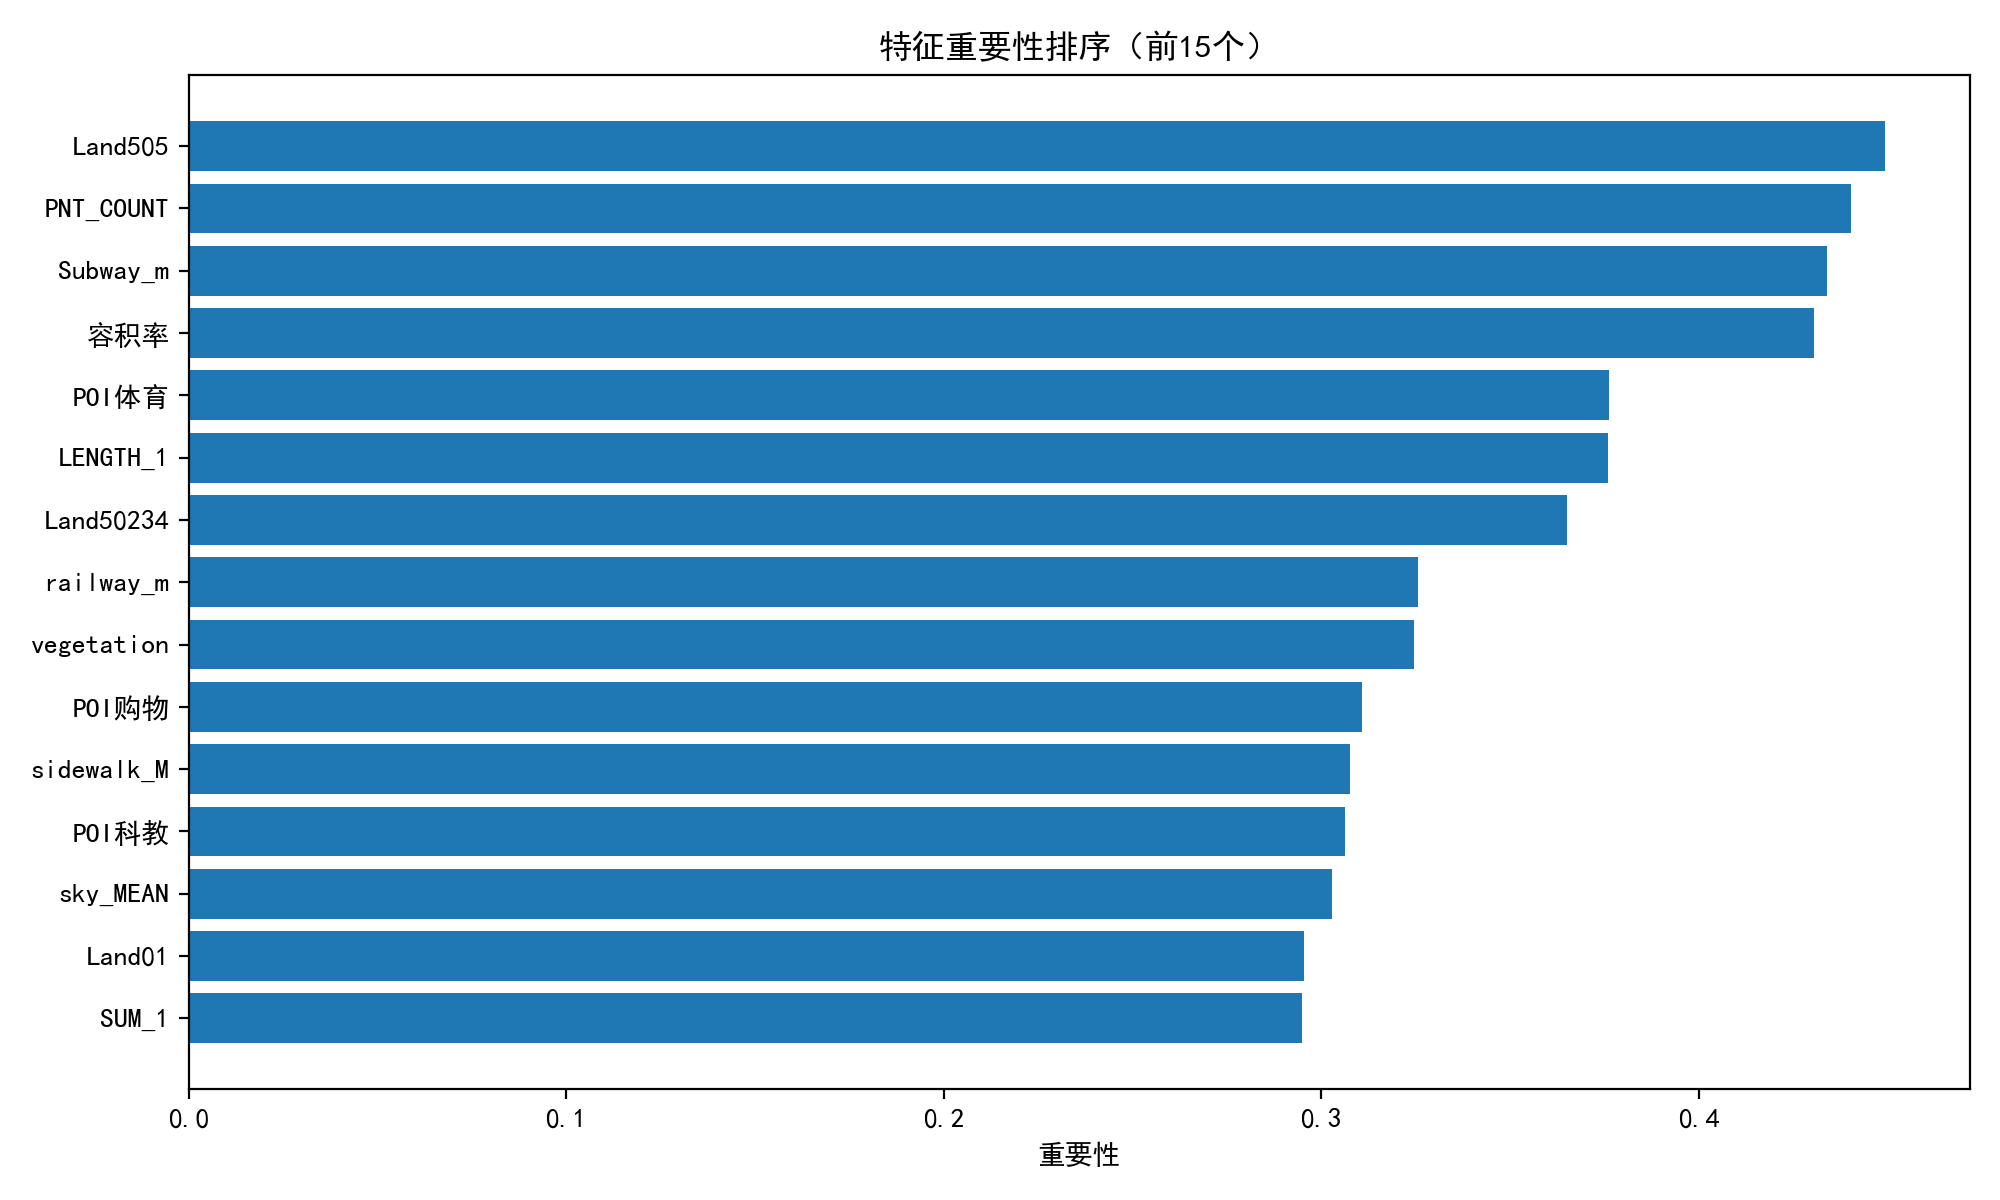 特征重要性排序（前15个）
Land505
PNT_COUNT
Subway_m
容积率
POI体育
LENGTH_1
Land50234
railway_m
vegetation
POI购物
sidewalk_M
POI科教
sky_MEAN
Land01
SUM_1
0.0 0.1 0.2 0.3 0.4
重要性